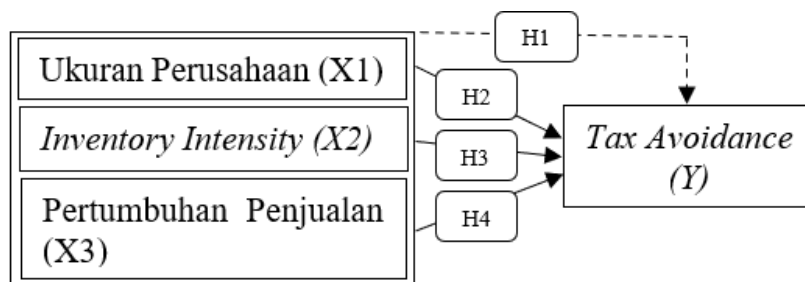 H1
Ukuran Perusahaan (X1)
H2
Inventory Intensity (X2)
H3
Tax Avoidance
(Y)
Pertumbuhan Penjualan
(X3)
H4